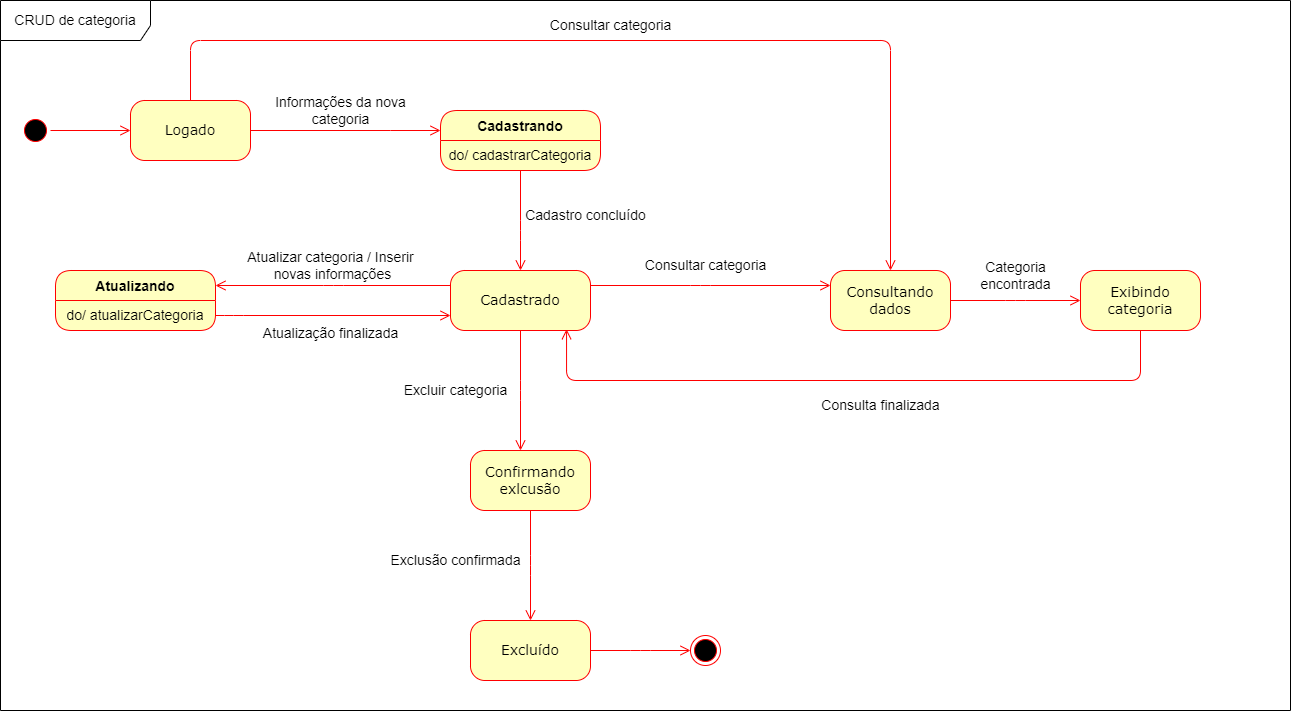 CRUD de categoria
Consultar categoria
Logado
Informações da nova
categoria
Cadastrando
do/ cadastrarCategoria
Cadastro concluído
Atualizar categoria / Inserir
novas informações
Atualizando
do/ atualizarCategoria
Atualização finalizada
Cadastrado
Consultar categoria
Consultando
dados
Categoria
encontrada
Exibindo
categoria
Consulta finalizada
Excluir categoria
Confirmando
exlcusão
Exclusão confirmada
Excluído